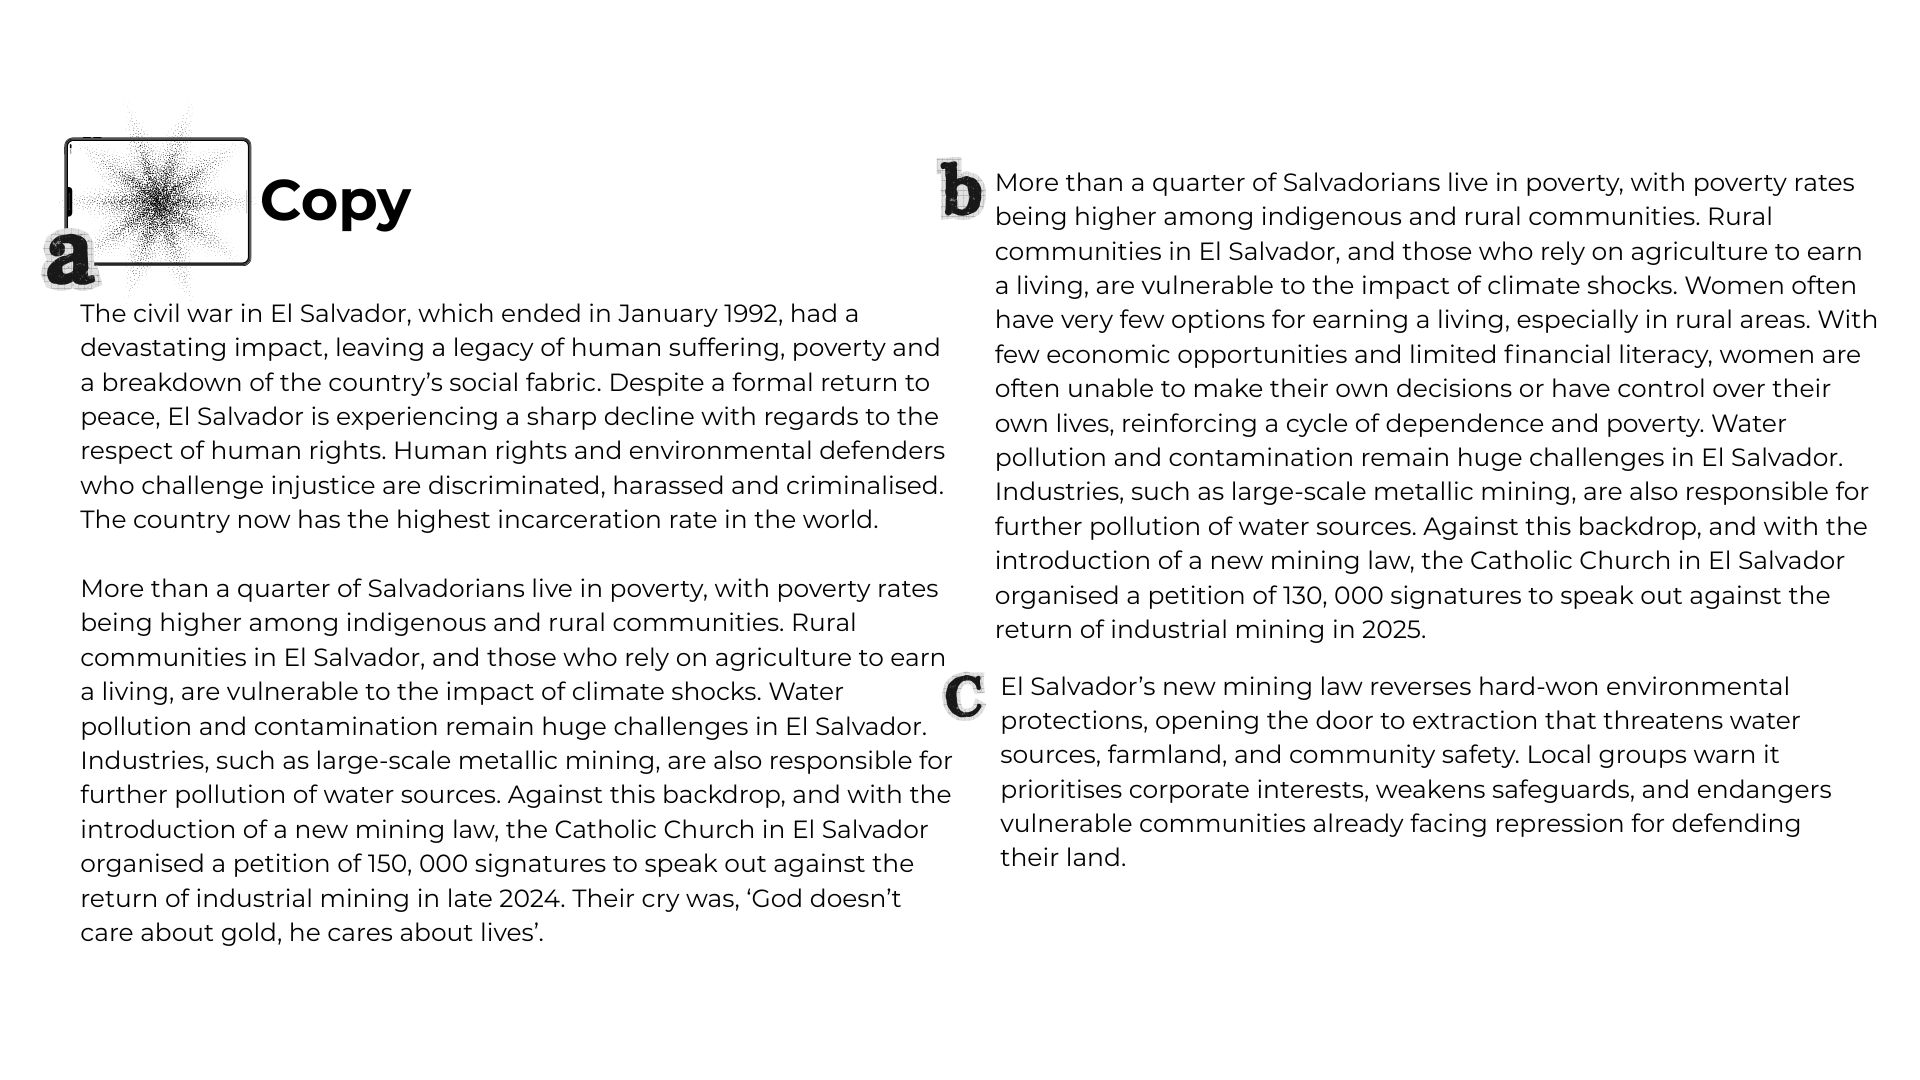 Copy
a
The civil war in El Salvador, which ended in January 1992, had a
devastating impact, leaving a legacy of human suffering, poverty and
a breakdown of the country’s social fabric. Despite a formal return to
peace, El Salvador is experiencing a sharp decline with regards to the
respect of human rights. Human rights and environmental defenders
who challenge injustice are discriminated, harassed and criminalised.
The country now has the highest incarceration rate in the world.
More than a quarter of Salvadorians live in poverty, with poverty rates
being higher among indigenous and rural communities. Rural
communities in El Salvador, and those who rely on agriculture to earn
a living, are vulnerable to the impact of climate shocks. Water
pollution and contamination remain huge challenges in El Salvador.
Industries, such as large-scale metallic mining, are also responsible for
further pollution of water sources. Against this backdrop, and with the
introduction of a new mining law, the Catholic Church in El Salvador
organised a petition of 150, 000 signatures to speak out against the
return of industrial mining in late 2024. Their cry was, ‘God doesn’t
care about gold, he cares about lives’.
b
More than a quarter of Salvadorians live in poverty, with poverty rates
being higher among indigenous and rural communities. Rural
communities in El Salvador, and those who rely on agriculture to earn
a living, are vulnerable to the impact of climate shocks. Women often
have very few options for earning a living, especially in rural areas. With
few economic opportunities and limited financial literacy, women are
often unable to make their own decisions or have control over their
own lives, reinforcing a cycle of dependence and poverty. Water
pollution and contamination remain huge challenges in El Salvador.
Industries, such as large-scale metallic mining, are also responsible for
further pollution of water sources. Against this backdrop, and with the
introduction of a new mining law, the Catholic Church in El Salvador
organised a petition of 130, 000 signatures to speak out against the
return of industrial mining in 2025.
c
El Salvador’s new mining law reverses hard-won environmental
protections, opening the door to extraction that threatens water
sources, farmland, and community safety. Local groups warn it
prioritises corporate interests, weakens safeguards, and endangers
vulnerable communities already facing repression for defending
their land.